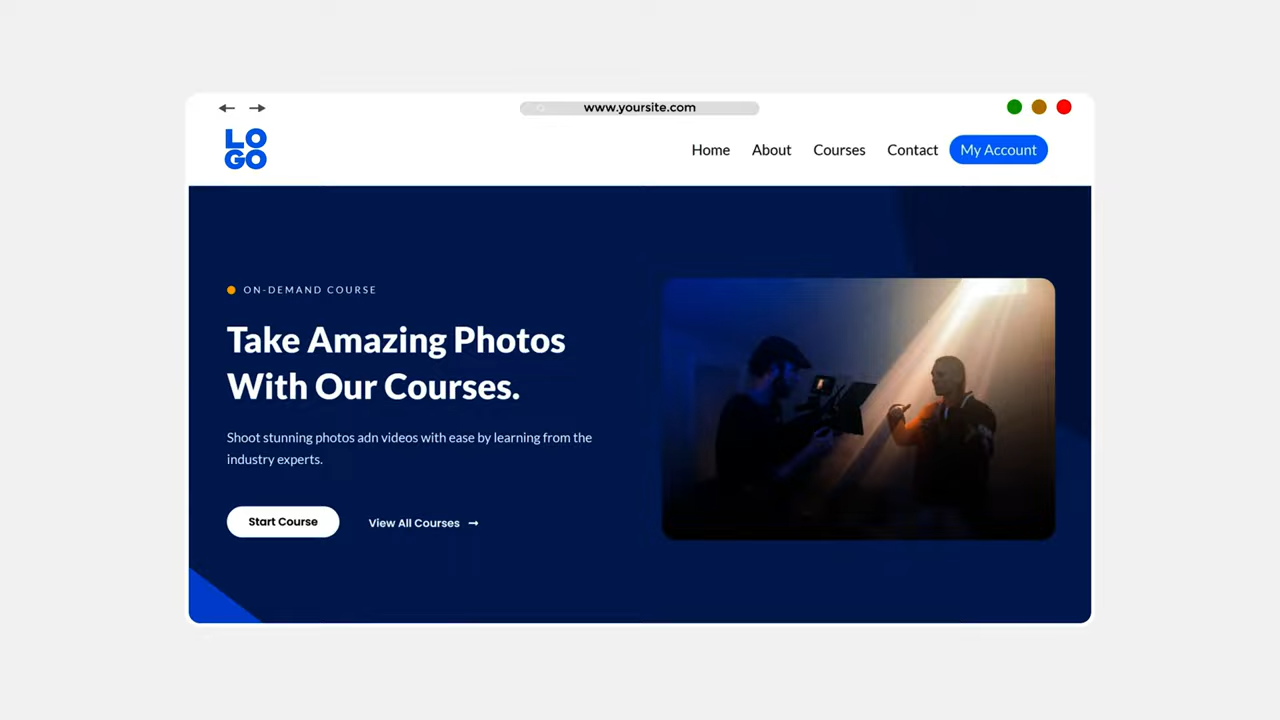 www.yoursite.com
LO
GO
Home About Courses Contact My Account
ON-DEMAND COURSE
Take Amazing Photos
With Our Courses.
Shoot stunning photos adn videos with ease by learning from the
industry experts.
Start Course View All Courses →